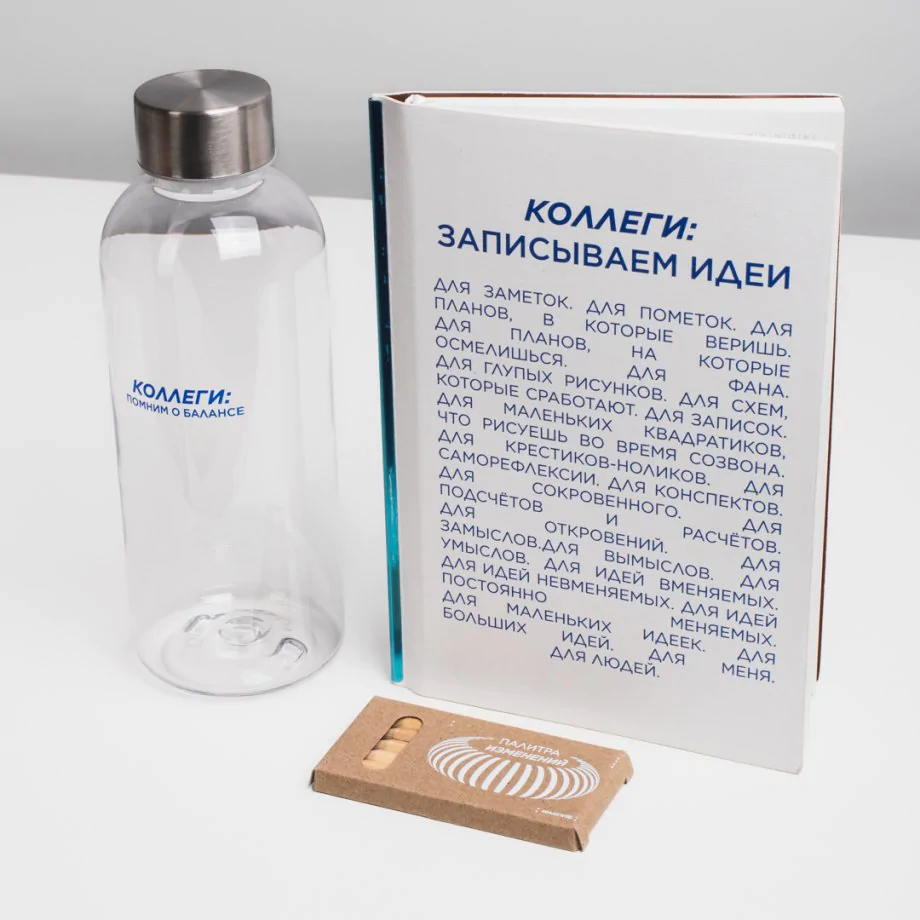 КОЛЛЕГИ:
ПОМНИМ О БАЛАНСЕ
КОЛЛЕГИ:
ЗАПИСЫВАЕМ ИДЕИ
ДЛЯ ЗАМЕТОК. ДЛЯ ПОМЕТОК. ДЛЯ
ПЛАНОВ, В КОТОРЫЕ ВЕРИШЬ.
ДЛЯ ПЛАНОВ, НА КОТОРЫЕ
ОСМЕЛИШЬСЯ. ДЛЯ ФАНА.
ДЛЯ ГЛУПЫХ РИСУНКОВ. ДЛЯ СХЕМ,
КОТОРЫЕ СРАБОТАЮТ. ДЛЯ ЗАПИСОК.
ДЛЯ МАЛЕНЬКИХ КВАДРАТИКОВ,
ЧТО РИСУЕШЬ ВО ВРЕМЯ СОЗВОНА.
ДЛЯ КРЕСТИКОВ-НОЛИКОВ. ДЛЯ
САМОРЕФЛЕКСИИ. ДЛЯ КОНСПЕКТОВ.
ДЛЯ СОКРОВЕННОГО. ДЛЯ
ПОДСЧЁТОВ И РАСЧЁТОВ.
ДЛЯ ОТКРОВЕНИЙ. ДЛЯ
ЗАМЫСЛОВ.ДЛЯ ВЫМЫСЛОВ. ДЛЯ
УМЫСЛОВ. ДЛЯ ИДЕЙ ВМЕНЯЕМЫХ.
ДЛЯ ИДЕЙ НЕВМЕНЯЕМЫХ. ДЛЯ ИДЕЙ
ПОСТОЯННО МЕНЯЕМЫХ.
ДЛЯ МАЛЕНЬКИХ ИДЕЕК. ДЛЯ
БОЛЬШИХ ИДЕЙ. ДЛЯ МЕНЯ.
ДЛЯ ЛЮДЕЙ.
ПАЛИТРА
ИЗМЕНЕНИЙ